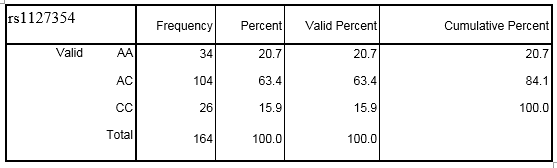 rs1127354 Frequency Percent Valid Percent Cumulative Percent
Valid AA 34 20.7 20.7 20.7
AC 104 63.4 63.4 84.1
CC 26 15.9 15.9 100.0
Total 164 100.0 100.0